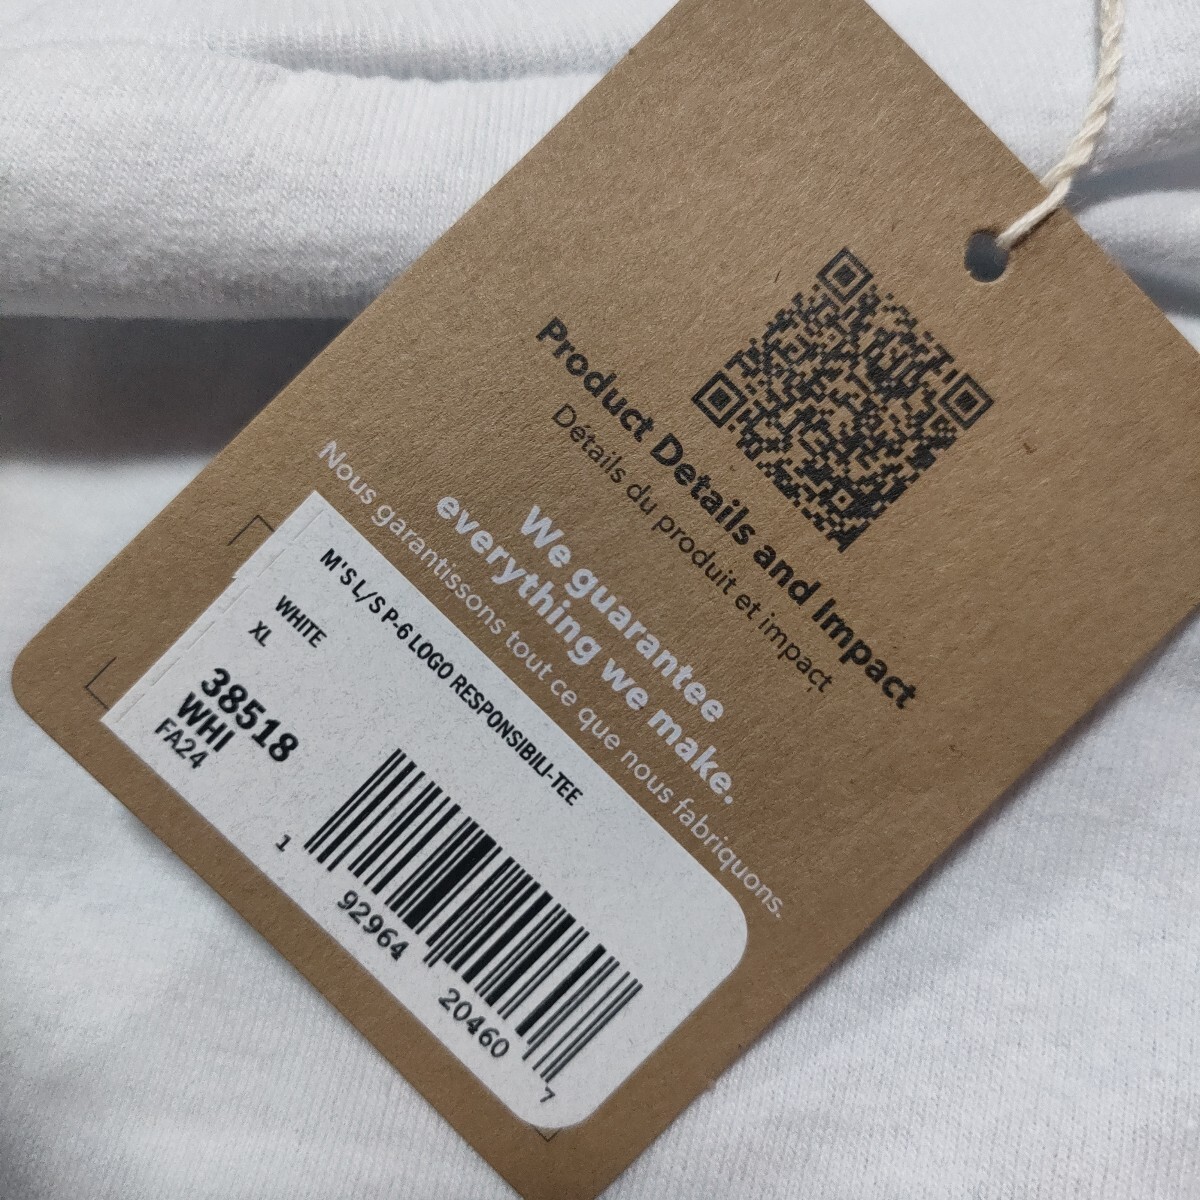 Product Details and Impact
Détails du produit et impact
We guarantee
everything we make.
Nous garantissons tout ce que nous fabriquons.
M'S L/S P-6 LOGO RESPONSIBILI-TEE
WHITE
XL
38518
WHI
FA24
1 92964 20460 7